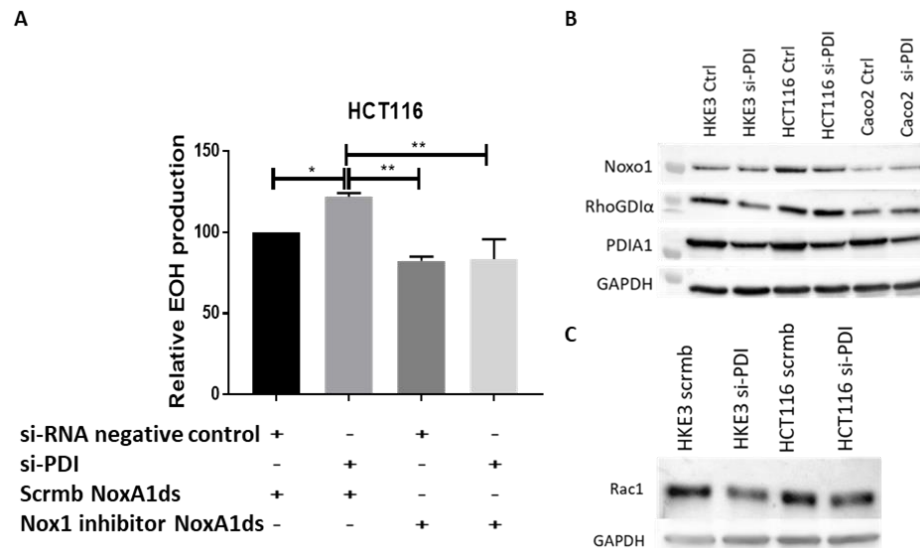 A
HCT116
Relative EOH production
150
100
50
0
*
**
**
si-RNA negative control + - + -
si-PDI - + - +
Scrmb NoxA1ds + + - -
Nox1 inhibitor NoxA1ds - - + +
B
HKE3 Ctrl
HKE3 si-PDI
HCT116 Ctrl
HCT116 si-PDI
Caco2 Ctrl
Caco2 si-PDI
Noxo1
RhoGDIα
PDIA1
GAPDH
C
HKE3 scrmb
HKE3 si-PDI
HCT116 scrmb
HCT116 si-PDI
Rac1
GAPDH